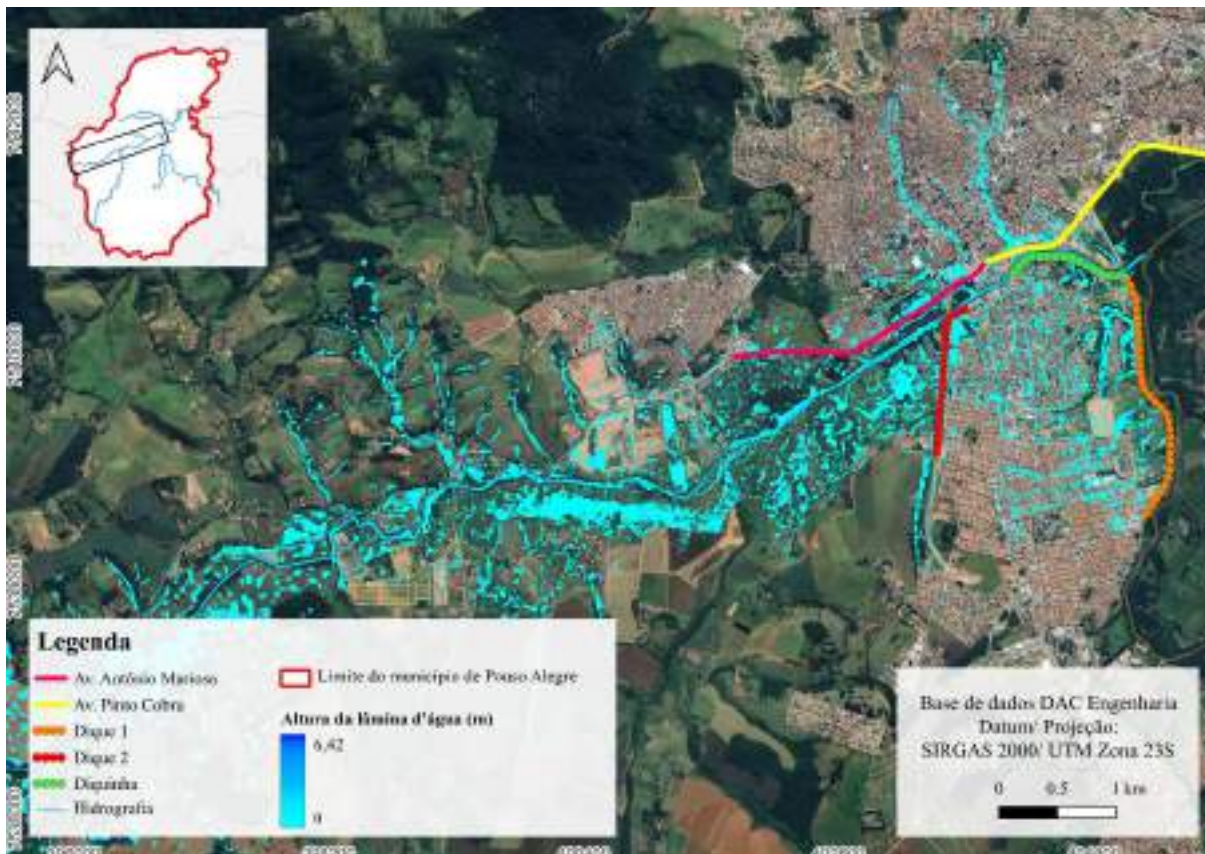 Legenda
Av. Antônio Marioso
Av. Pinto Cobra
Dique 1
Dique 2
Diquinho
Hidrografia
Limite do município de Pouso Alegre
Altura da lâmina d'água (m)
6,42
0
Base de dados DAC Engenharia
Datum/ Projeção:
SIRGAS 2000/ UTM Zona 23S
0 0.5 1 km